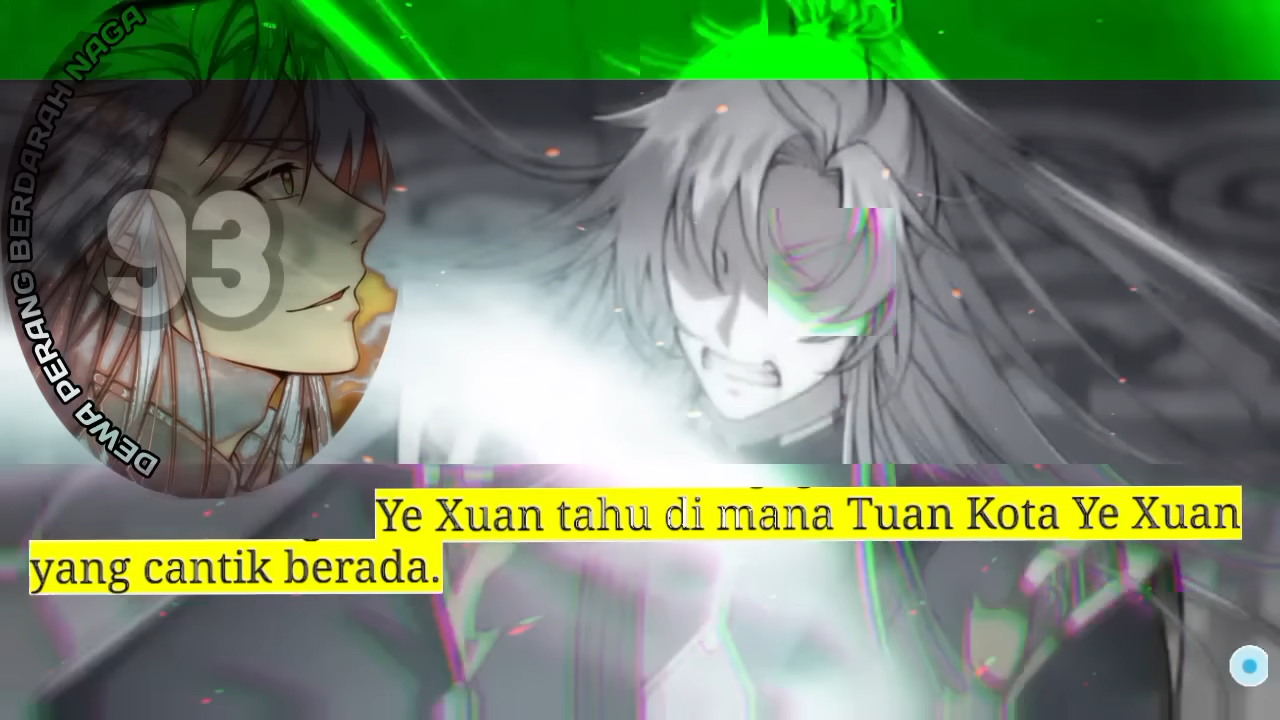 DEWA PERANG BERDARAH NAGA
93
Ye Xuan tahu di mana Tuan Kota Ye Xuan
yang cantik berada.